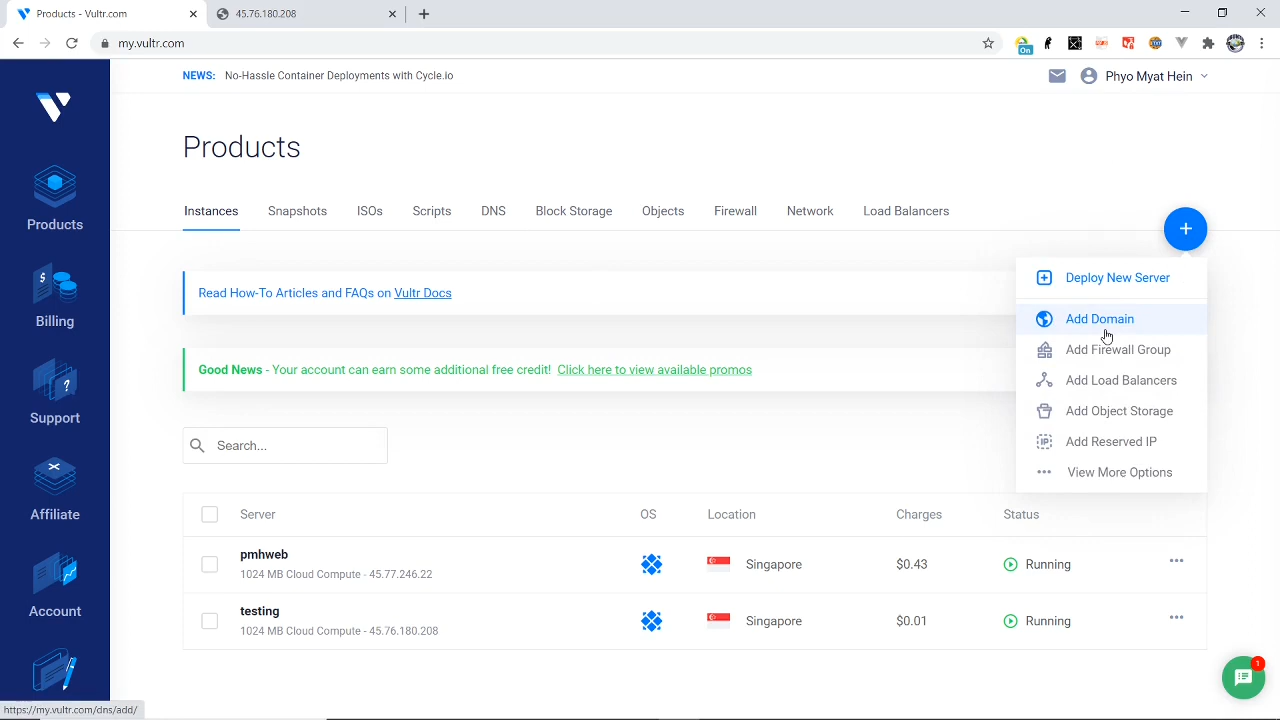 Products - Vultr.com
45.76.180.208
my.vultr.com
On
NEWS: No-Hassle Container Deployments with Cycle.io
Phyo Myat Hein
Products
Products
Billing
Support
Affiliate
Account
Instances Snapshots ISOs Scripts DNS Block Storage Objects Firewall Network Load Balancers
Read How-To Articles and FAQs on Vultr Docs
Good News - Your account can earn some additional free credit! Click here to view available promos
Deploy New Server
Add Domain
Add Firewall Group
Add Load Balancers
Add Object Storage
IP Add Reserved IP
View More Options
Search...
Server OS Location Charges Status
pmhweb
1024 MB Cloud Compute - 45.77.246.22
Singapore $0.43 Running
testing
1024 MB Cloud Compute - 45.76.180.208
Singapore $0.01 Running
1
https://my.vultr.com/dns/add/